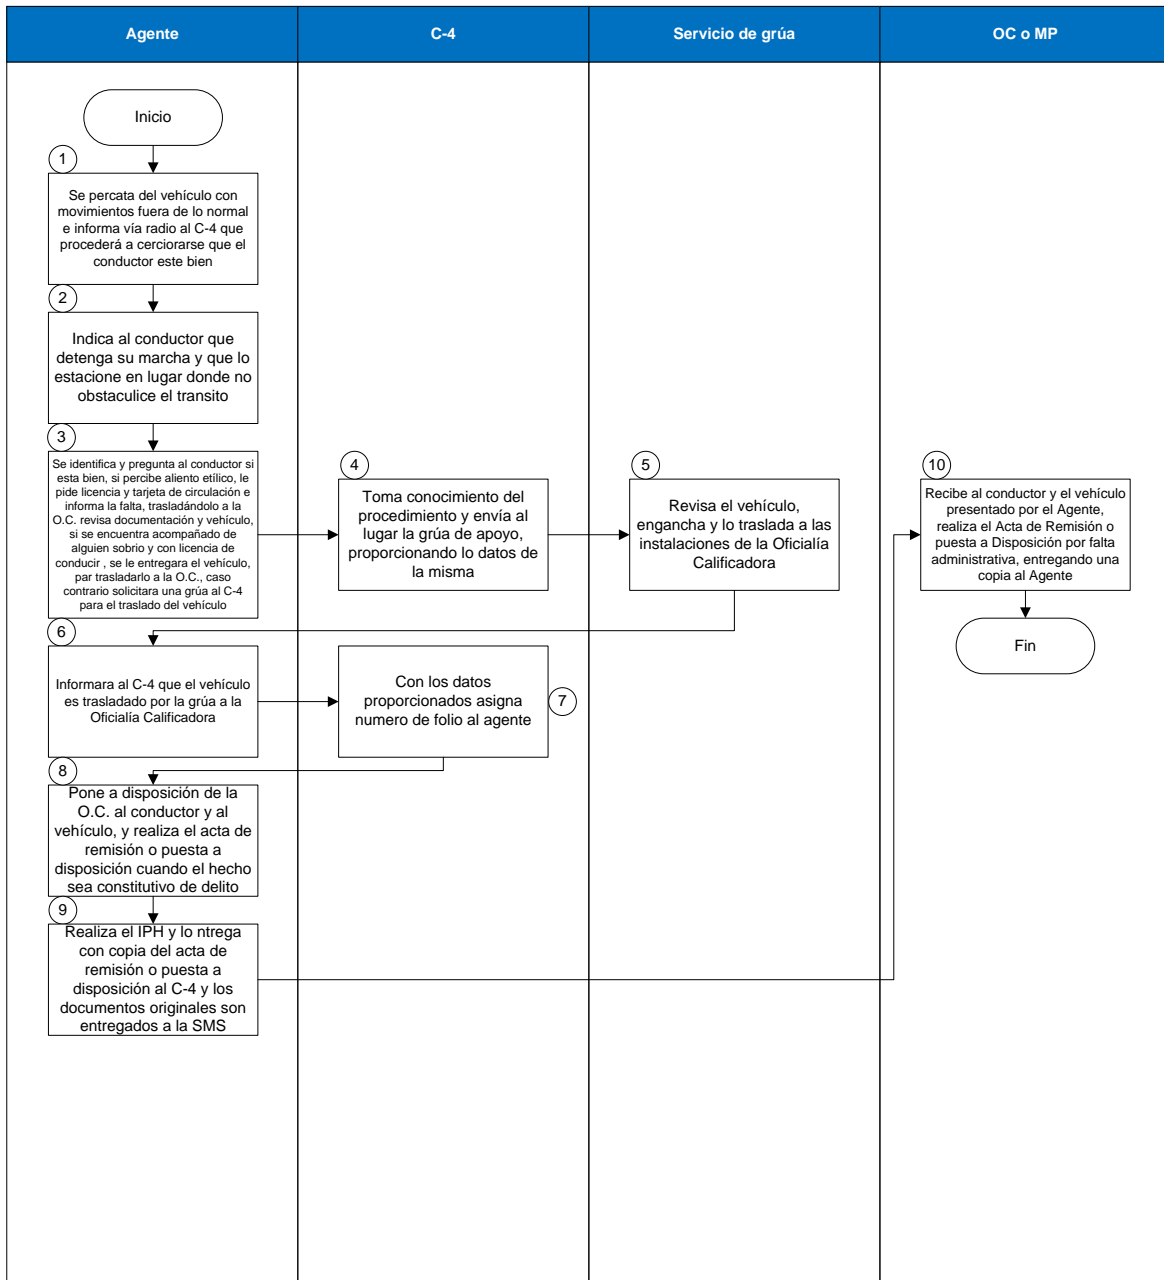 Agente
C-4
Servicio de grúa
OC o MP
Inicio
1
Se percata del vehículo con
movimientos fuera de lo normal
e informa vía radio al C-4 que
procederá a cerciorarse que el
conductor este bien
2
Indica al conductor que
detenga su marcha y que lo
estacione en lugar donde no
obstaculice el transito
3
Se identifica y pregunta al conductor si
esta bien, si percibe aliento etílico, le
pide licencia y tarjeta de circulación e
informa la falta, trasladándolo a la
O.C. revisa documentación y vehículo,
si se encuentra acompañado de
alguien sobrio y con licencia de
conducir , se le entregara el vehículo,
par trasladarlo a la O.C., caso
contrario solicitara una grúa al C-4
para el traslado del vehículo
4
Toma conocimiento del
procedimiento y envía al
lugar la grúa de apoyo,
proporcionando lo datos de
la misma
5
Revisa el vehículo,
engancha y lo traslada a las
instalaciones de la Oficialía
Calificadora
10
Recibe al conductor y el vehículo
presentado por el Agente,
realiza el Acta de Remisión o
puesta a Disposición por falta
administrativa, entregando una
copia al Agente
Fin
6
Informara al C-4 que el vehículo
es trasladado por la grúa a la
Oficialía Calificadora
Con los datos
proporcionados asigna
numero de folio al agente
7
8
Pone a disposición de la
O.C. al conductor y al
vehículo, y realiza el acta de
remisión o puesta a
disposición cuando el hecho
sea constitutivo de delito
9
Realiza el IPH y lo ntrega
con copia del acta de
remisión o puesta a
disposición al C-4 y los
documentos originales son
entregados a la SMS